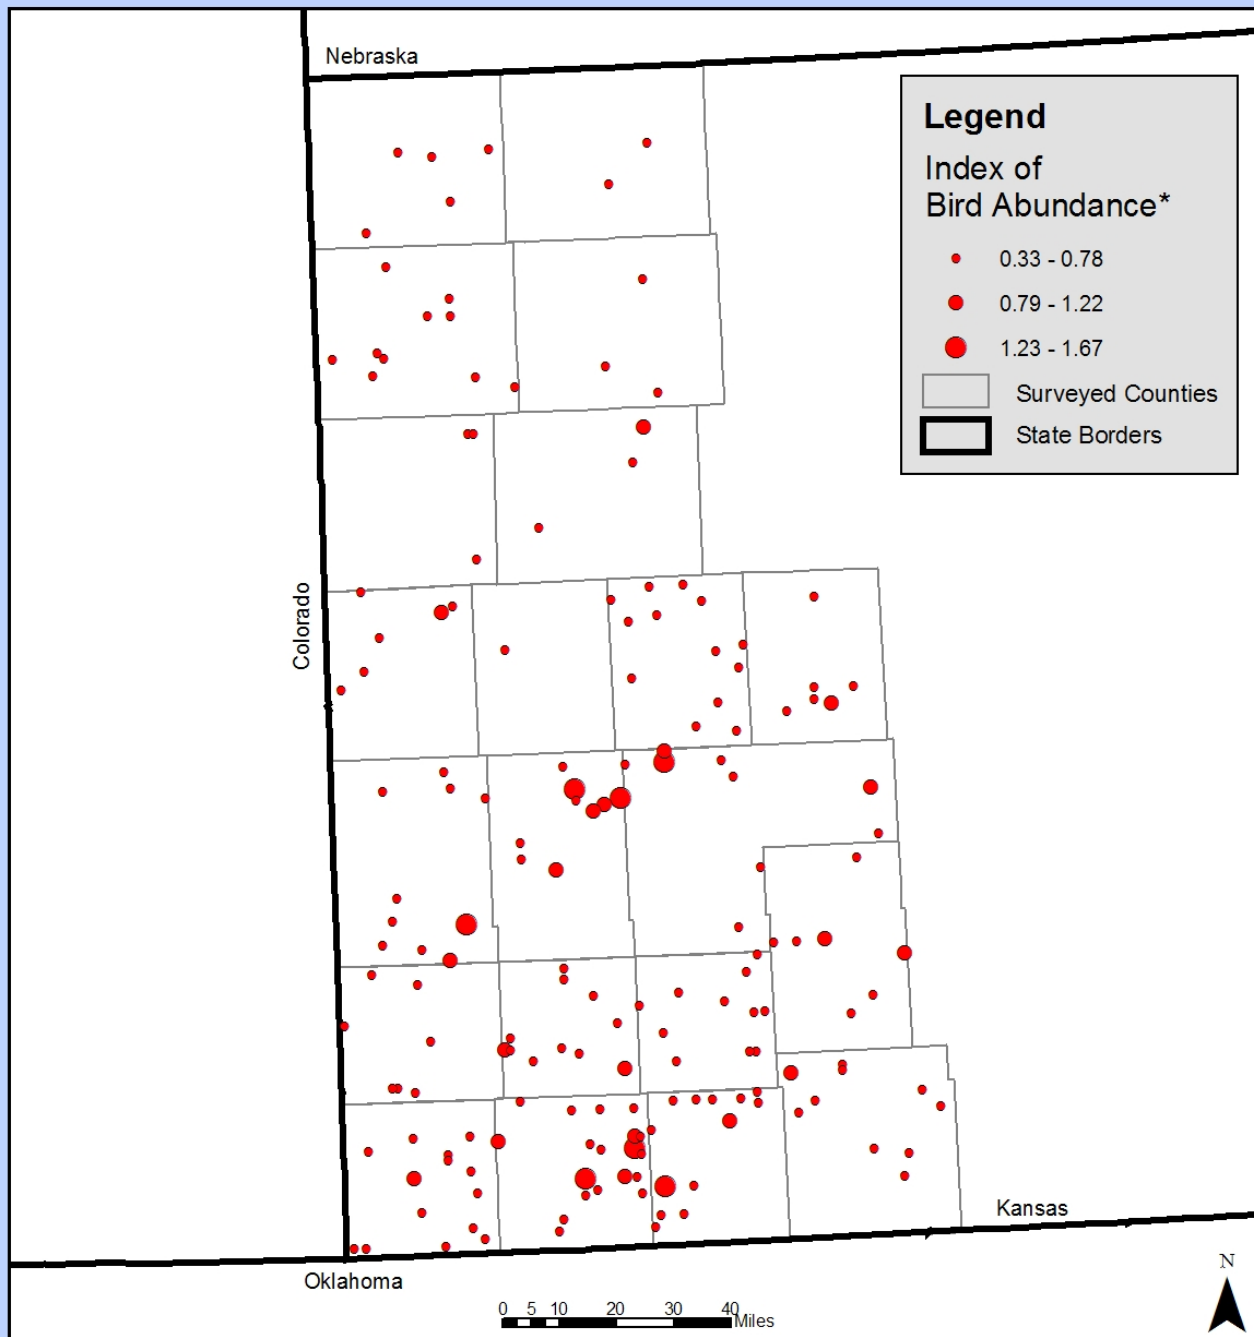 Nebraska
Legend
Index of
Bird Abundance*
0.33 - 0.78
0.79 - 1.22
1.23 - 1.67
Surveyed Counties
State Borders
Colorado
Kansas
Oklahoma
N
0 5 10 20 30 40
Miles